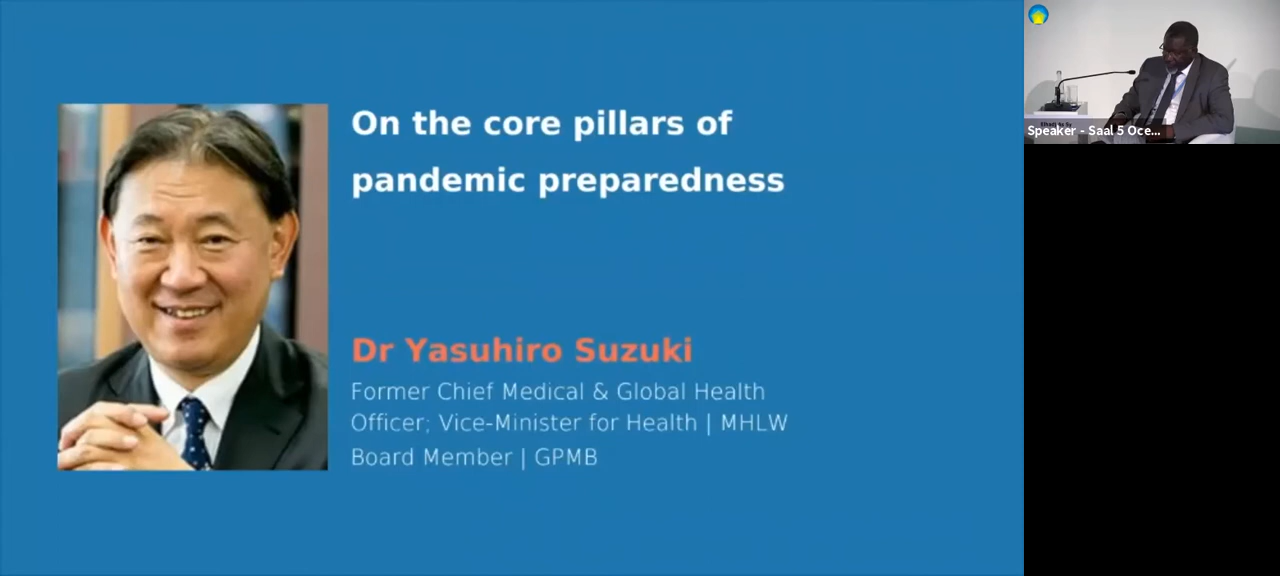 On the core pillars of
pandemic preparedness
Dr Yasuhiro Suzuki
Former Chief Medical & Global Health
Officer; Vice-Minister for Health | MHLW
Board Member | GPMB
Speaker - Saal 5 Oce...